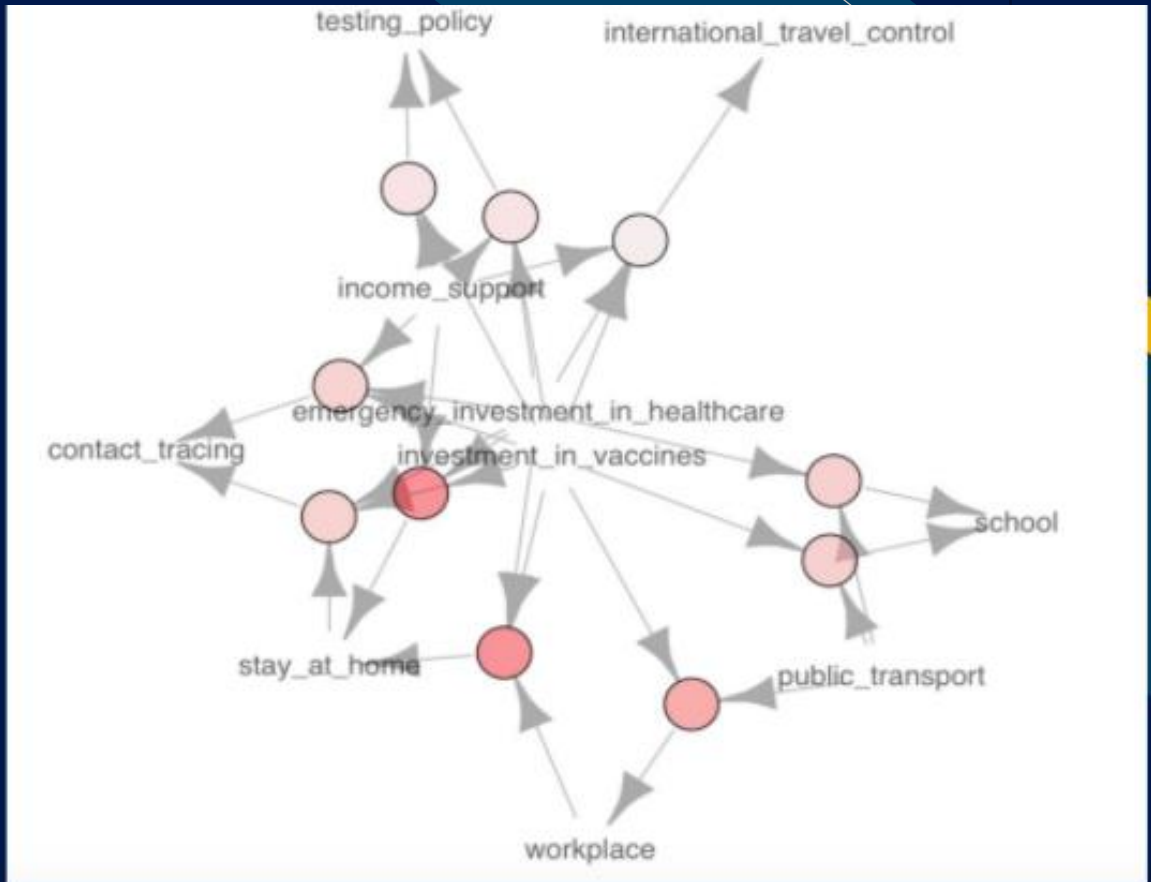 testing_policy
international_travel_control
income_support
emergency_investment_in_healthcare
contact_tracing
investment_in_vaccines
school
stay_at_home
public_transport
workplace